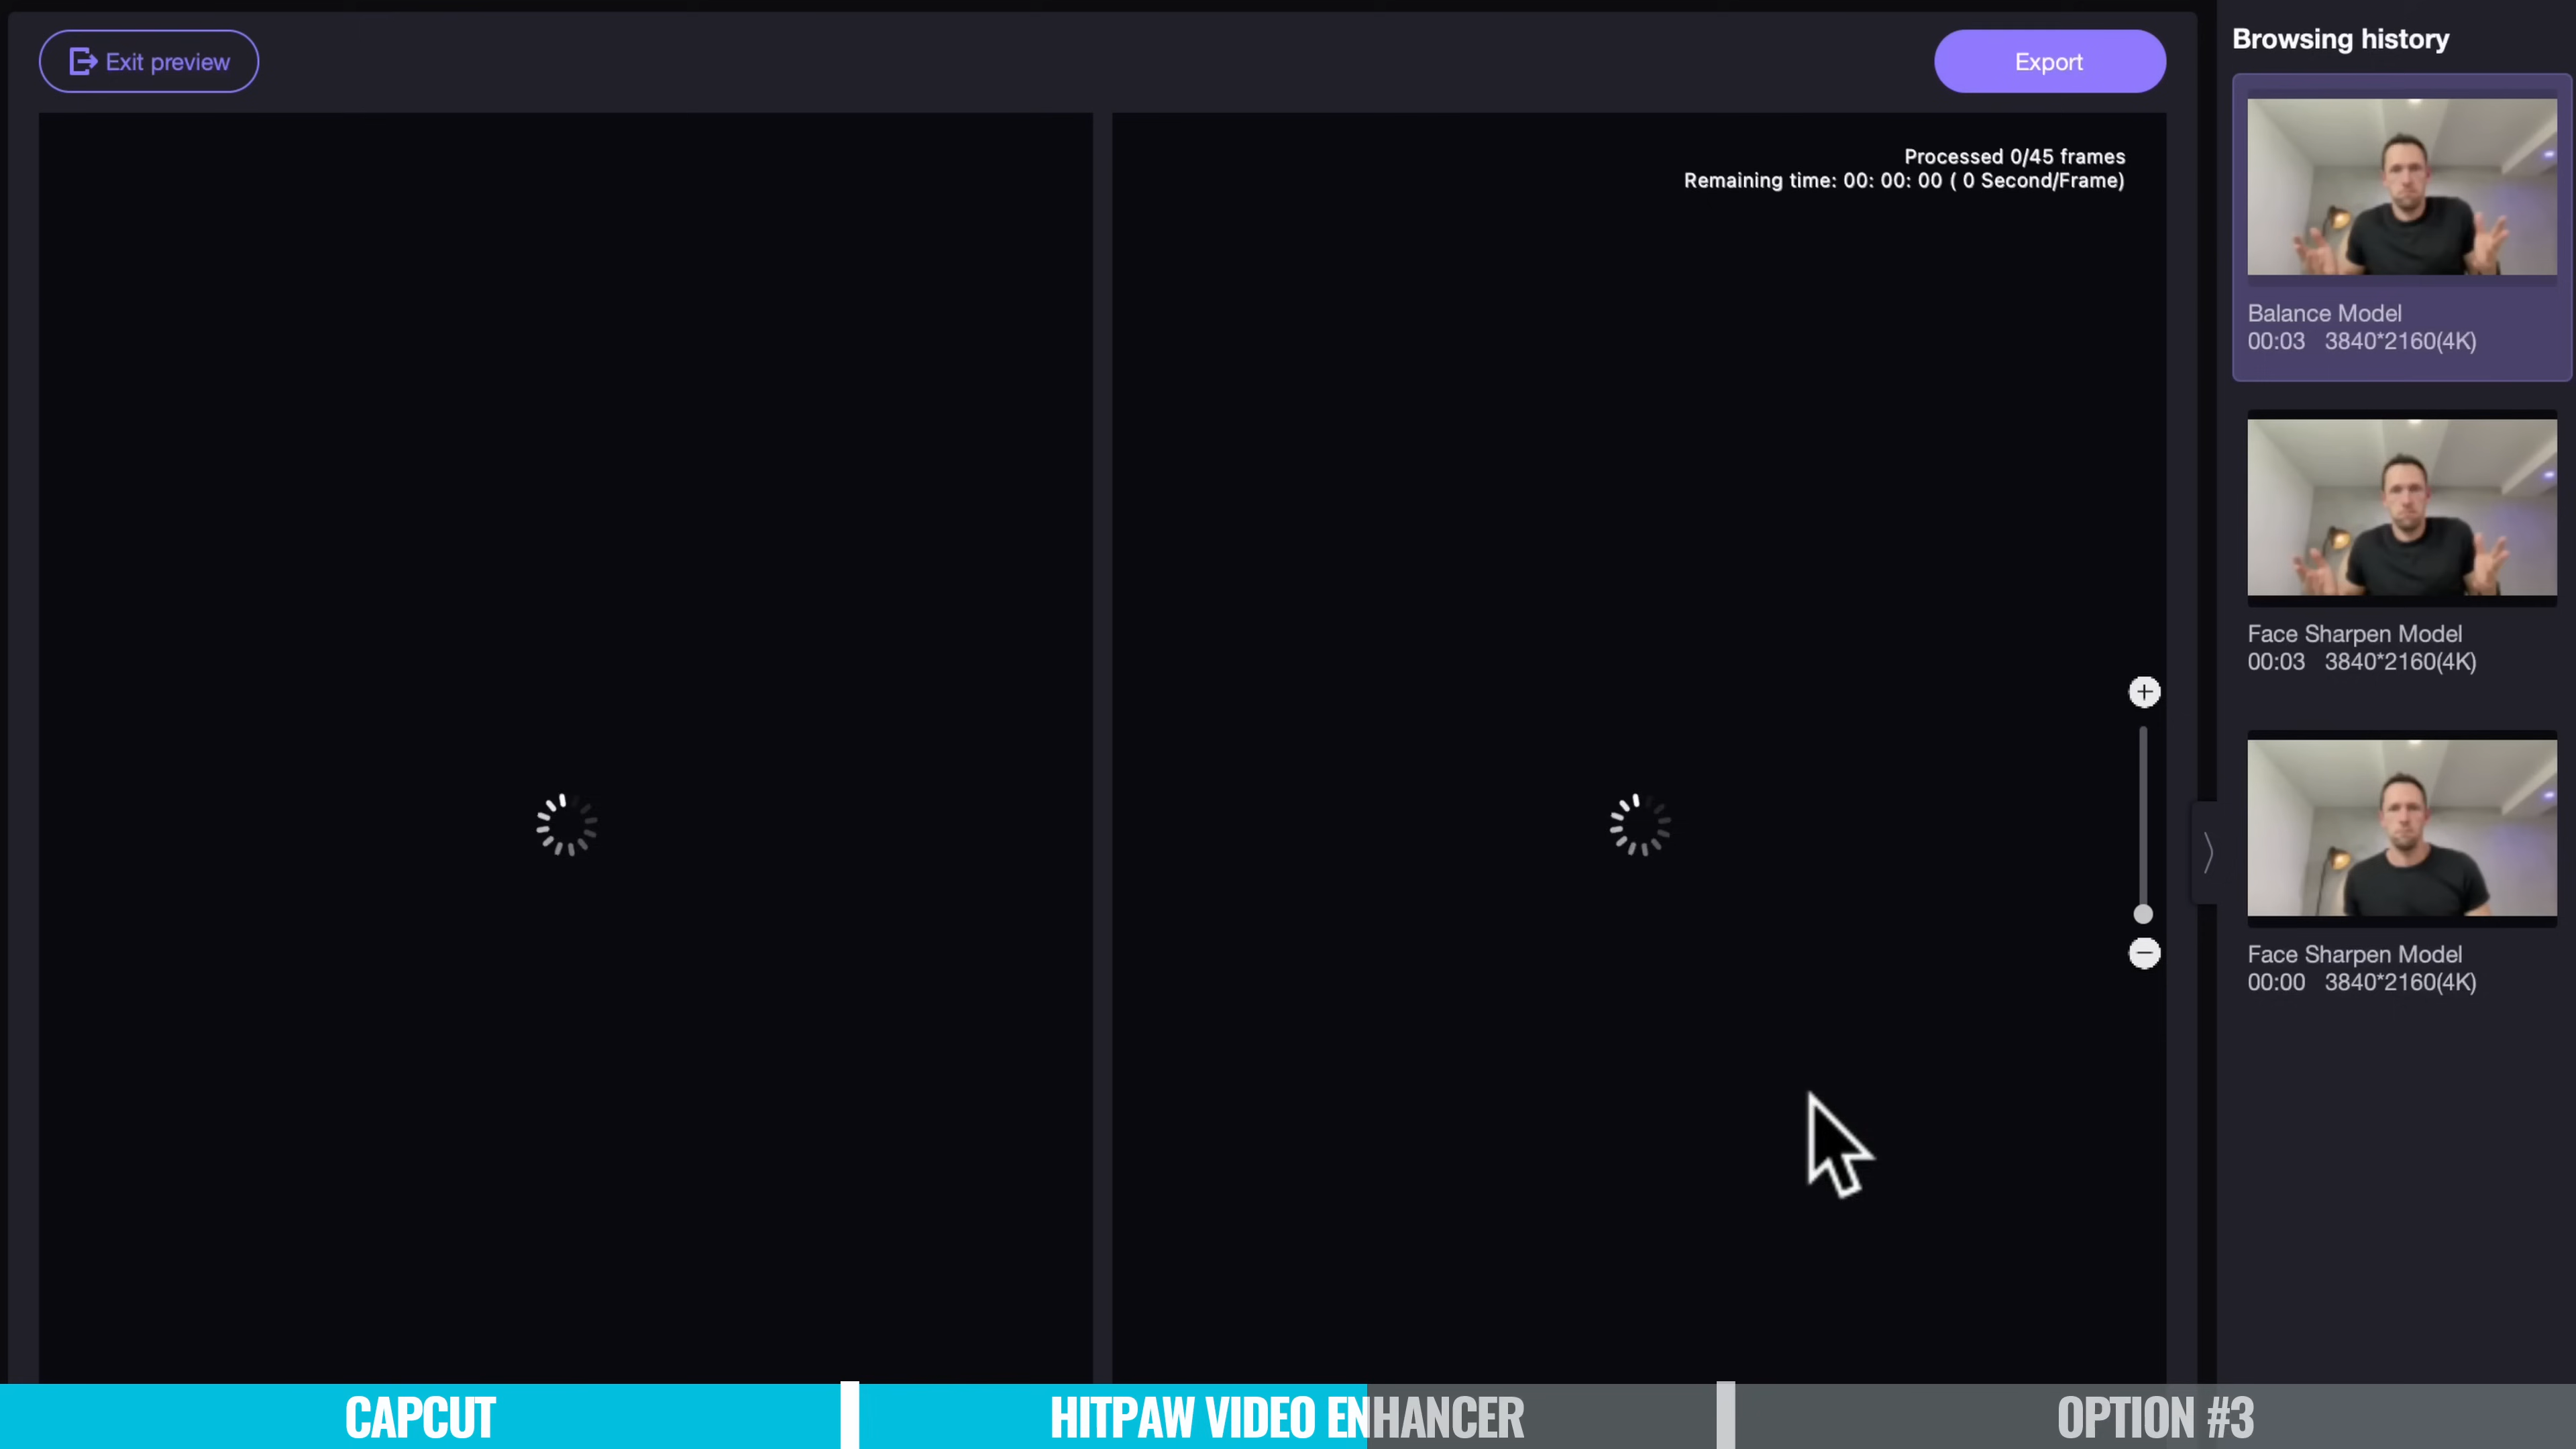 Exit preview
Export
Browsing history
Processed 0/45 frames
Remaining time: 00: 00: 00 ( 0 Second/Frame)
Balance Model
00:03 3840*2160(4K)
Face Sharpen Model
00:03 3840*2160(4K)
Face Sharpen Model
00:00 3840*2160(4K)
CAPCUT
HITPAW VIDEO ENHANCER
OPTION #3